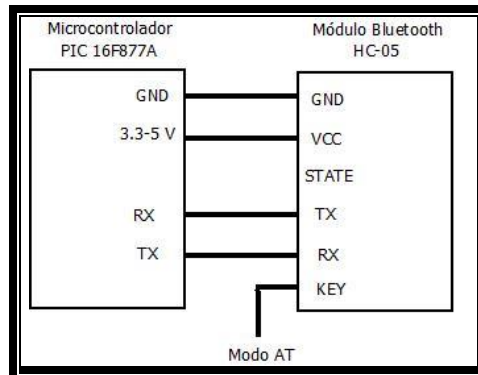 Microcontrolador
PIC 16F877A
Módulo Bluetooth
HC-05
GND
3.3-5 V
RX
TX
GND
VCC
STATE
TX
RX
KEY
Modo AT